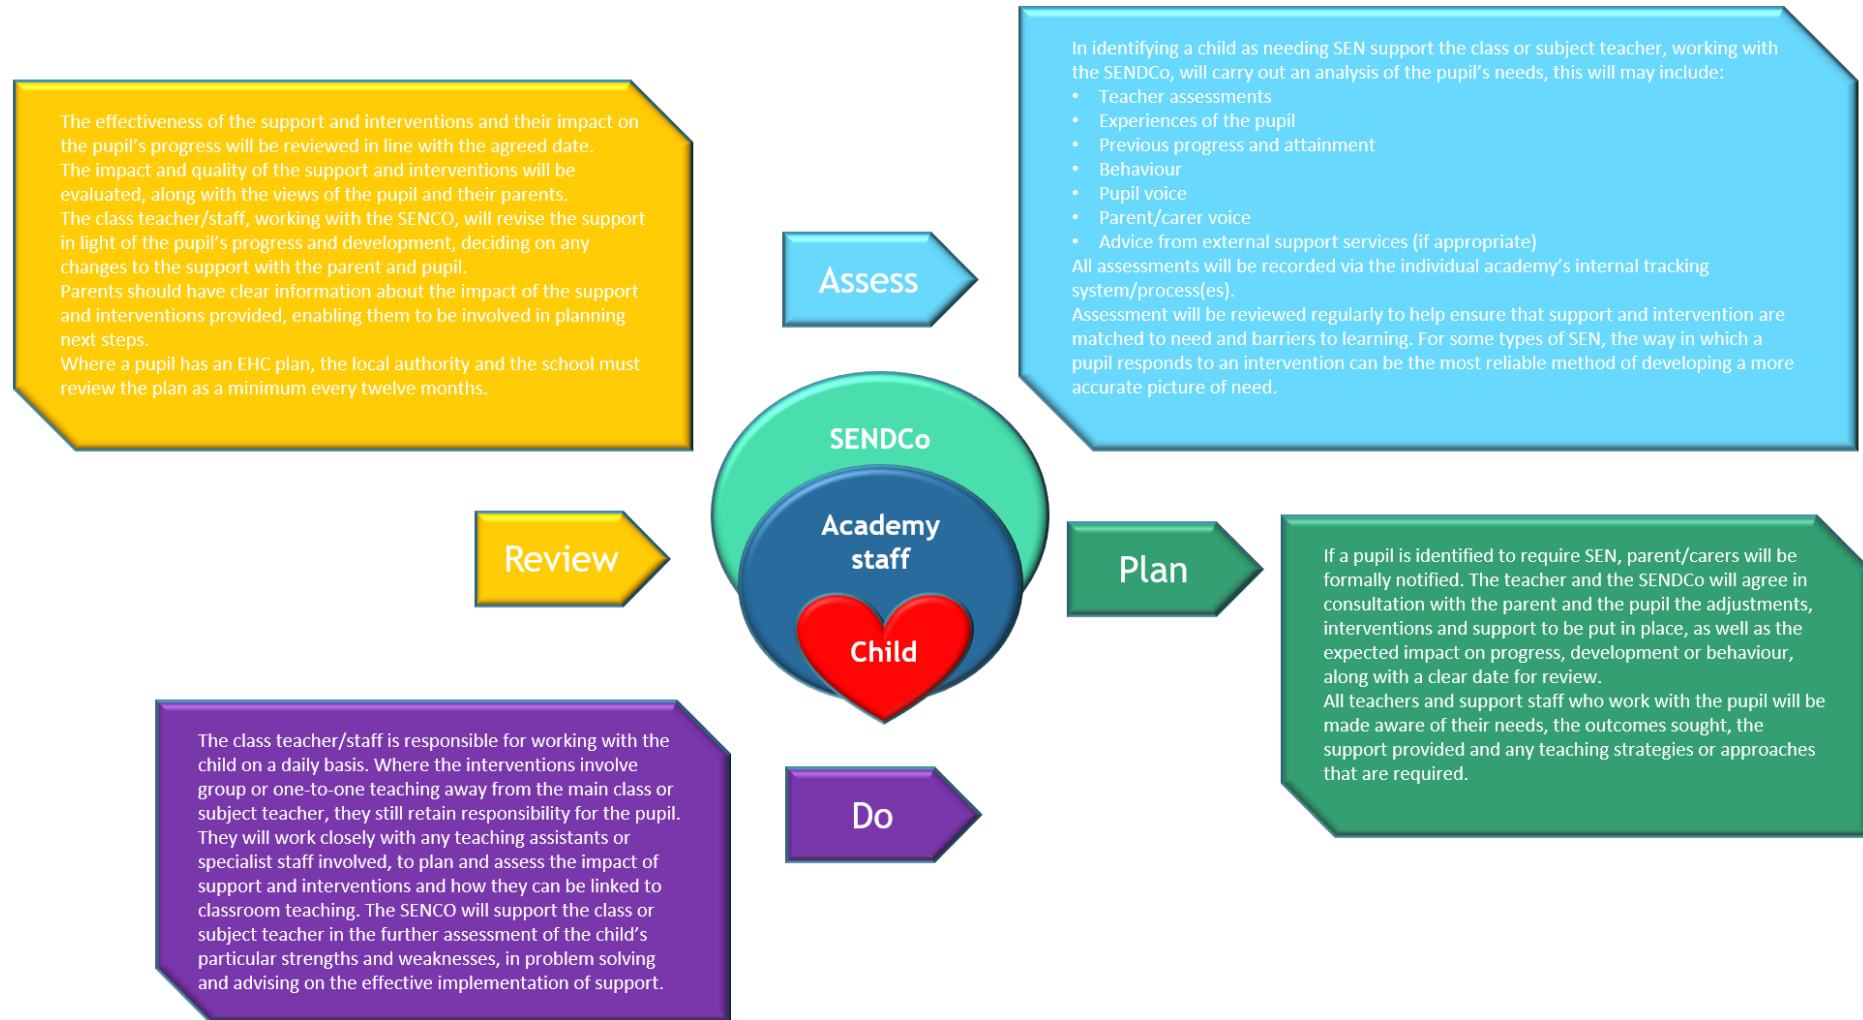 In identifying a child as needing SEN support the class or subject teacher, working with
the SENDCo, will carry out an analysis of the pupil’s needs, this will may include:
• Teacher assessments
• Experiences of the pupil
• Previous progress and attainment
• Behaviour
• Pupil voice
• Parent/carer voice
• Advice from external support services (if appropriate)
All assessments will be recorded via the individual academy’s internal tracking
system/process(es).
Assessment will be reviewed regularly to help ensure that support and intervention are
matched to need and barriers to learning. For some types of SEN, the way in which a
pupil responds to an intervention can be the most reliable method of developing a more
accurate picture of need.
The effectiveness of the support and interventions and their impact on
the pupil’s progress will be reviewed in line with the agreed date.
The impact and quality of the support and interventions will be
evaluated, along with the views of the pupil and their parents.
The class teacher/staff, working with the SENCO, will revise the support
in light of the pupil’s progress and development, deciding on any
changes to the support with the parent and pupil.
Parents should have clear information about the impact of the support
and interventions provided, enabling them to be involved in planning
next steps.
Where a pupil has an EHC plan, the local authority and the school must
review the plan as a minimum every twelve months.
Assess
SENDCo
Academy
staff
Child
Review
Plan
If a pupil is identified to require SEN, parent/carers will be
formally notified. The teacher and the SENDCo will agree in
consultation with the parent and the pupil the adjustments,
interventions and support to be put in place, as well as the
expected impact on progress, development or behaviour,
along with a clear date for review.
All teachers and support staff who work with the pupil will be
made aware of their needs, the outcomes sought, the
support provided and any teaching strategies or approaches
that are required.
The class teacher/staff is responsible for working with the
child on a daily basis. Where the interventions involve
group or one-to-one teaching away from the main class or
subject teacher, they still retain responsibility for the pupil.
They will work closely with any teaching assistants or
specialist staff involved, to plan and assess the impact of
support and interventions and how they can be linked to
classroom teaching. The SENCO will support the class or
subject teacher in the further assessment of the child’s
particular strengths and weaknesses, in problem solving
and advising on the effective implementation of support.
Do